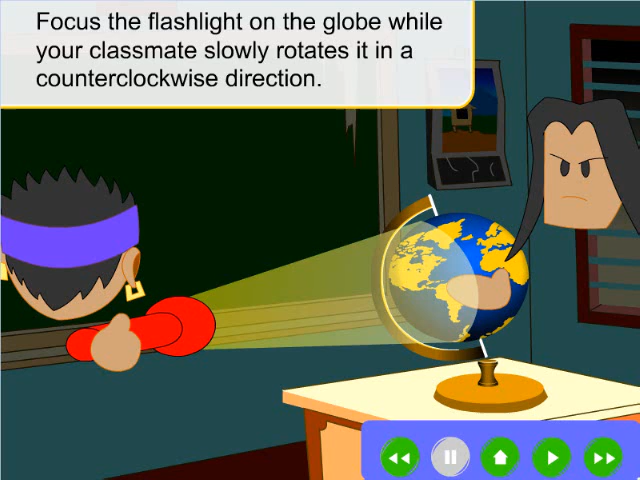 Focus the flashlight on the globe while
your classmate slowly rotates it in a
counterclockwise direction.